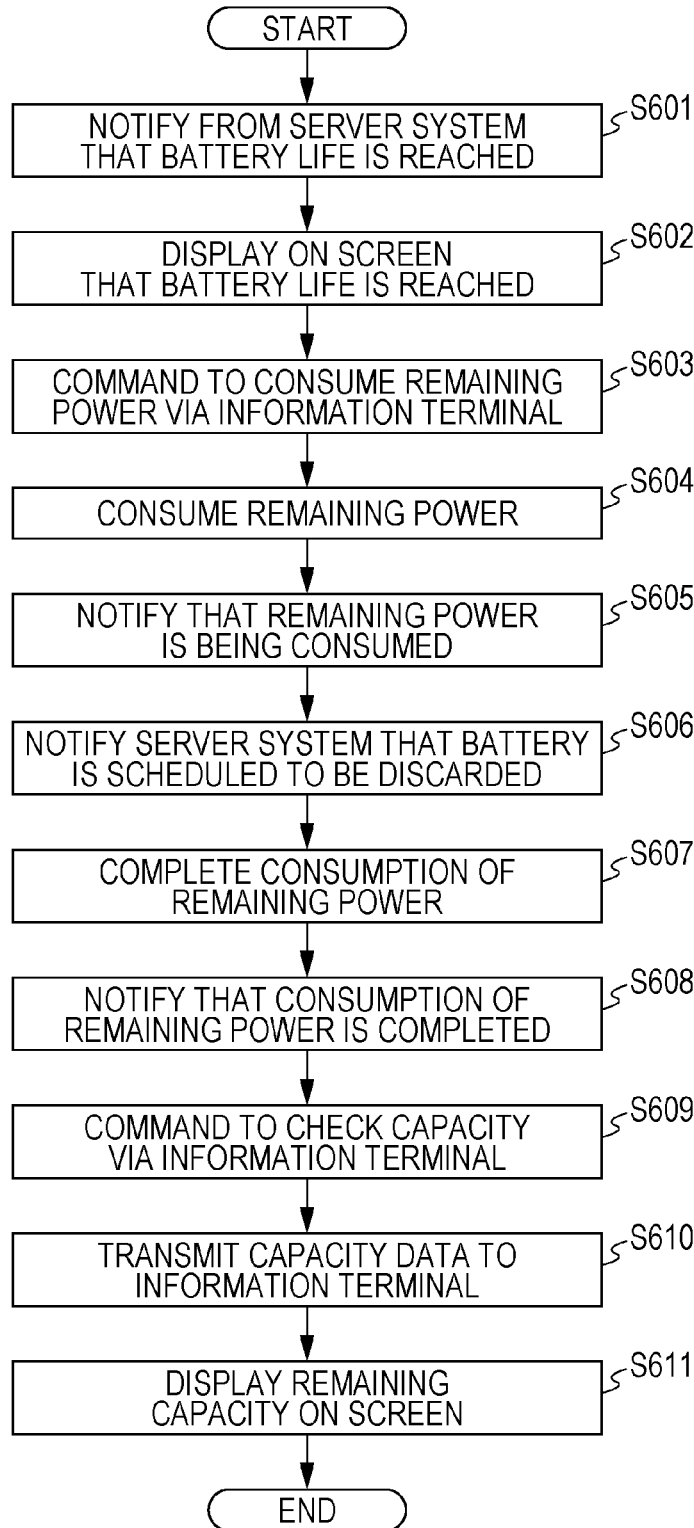 START
S601
NOTIFY FROM SERVER SYSTEM
THAT BATTERY LIFE IS REACHED
S602
DISPLAY ON SCREEN
THAT BATTERY LIFE IS REACHED
S603
COMMAND TO CONSUME REMAINING
POWER VIA INFORMATION TERMINAL
S604
CONSUME REMAINING POWER
S605
NOTIFY THAT REMAINING POWER
IS BEING CONSUMED
S606
NOTIFY SERVER SYSTEM THAT BATTERY
IS SCHEDULED TO BE DISCARDED
S607
COMPLETE CONSUMPTION OF
REMAINING POWER
S608
NOTIFY THAT CONSUMPTION OF
REMAINING POWER IS COMPLETED
S609
COMMAND TO CHECK CAPACITY
VIA INFORMATION TERMINAL
S610
TRANSMIT CAPACITY DATA TO
INFORMATION TERMINAL
S611
DISPLAY REMAINING
CAPACITY ON SCREEN
END